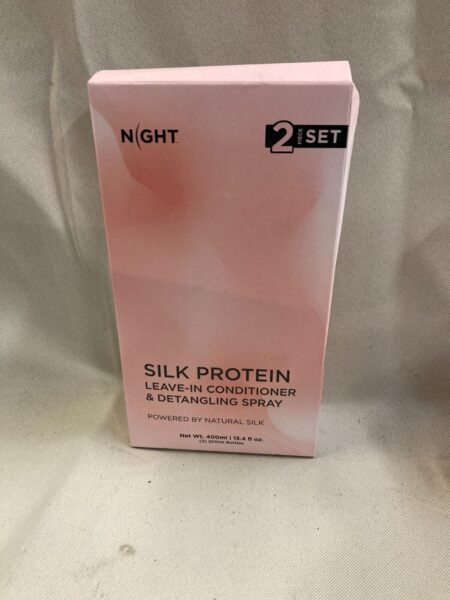 N(GHT
2 PIECE SET
SILK PROTEIN
LEAVE-IN CONDITIONER
& DETANGLING SPRAY
POWERED BY NATURAL SILK
Net Wt. 400ml | 13.4 fl oz.
(2) 200ml Bottles